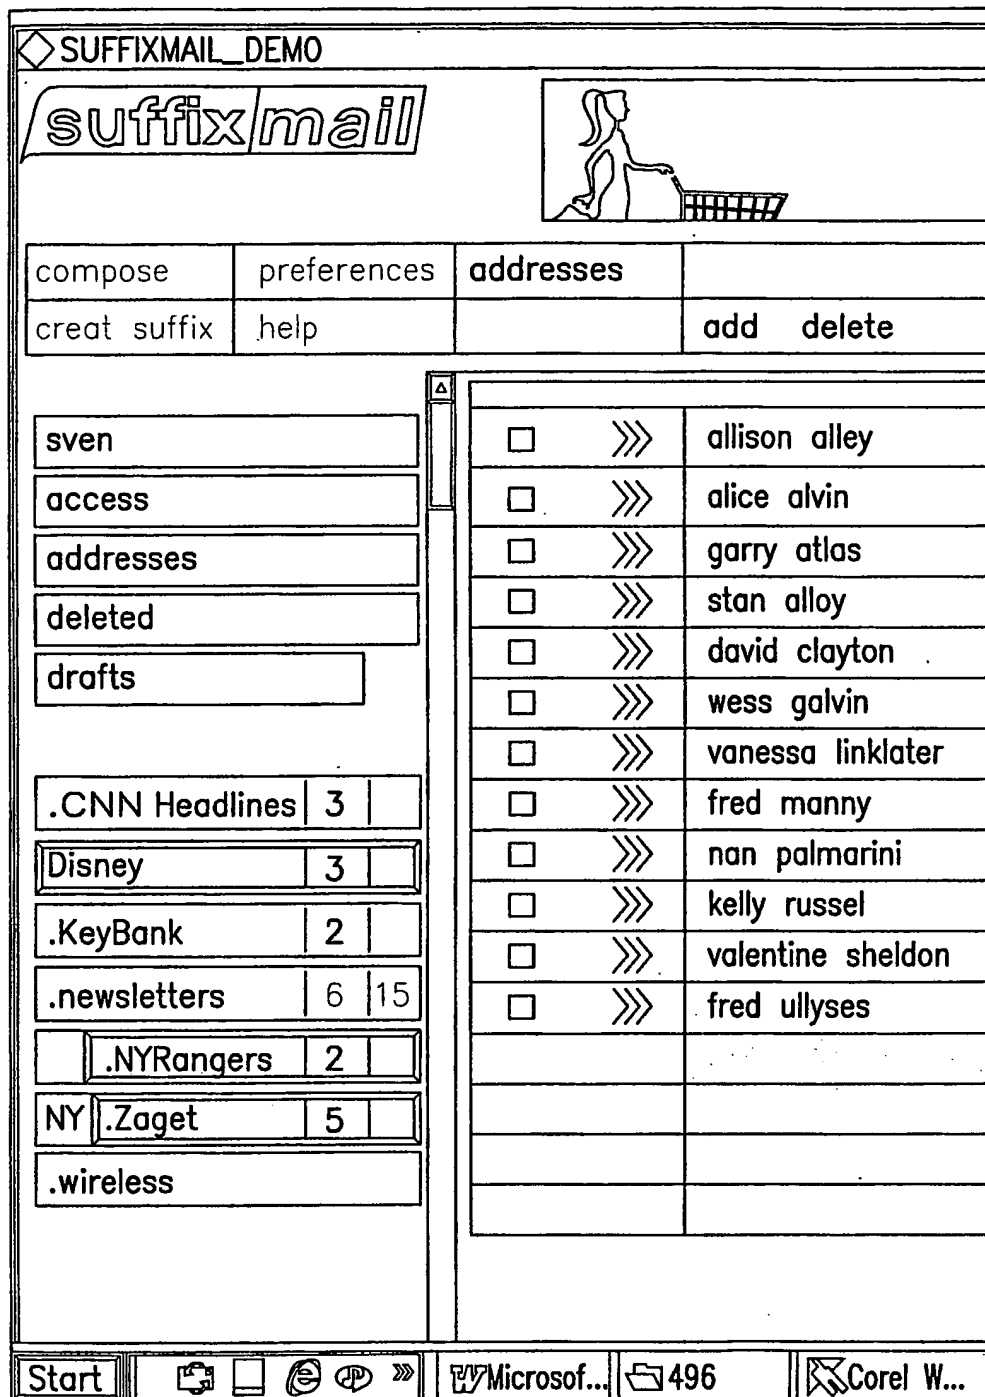 SUFFIXMAIL_DEMO
suffix mail
compose preferences addresses
creat suffix help add delete
sven
access
addresses
deleted
drafts
.CNN Headlines 3
Disney 3
.KeyBank 2
.newsletters 6 15
.NYRangers 2
NY .Zaget 5
.wireless
allison alley
alice alvin
garry atlas
stan alloy
david clayton
wess galvin
vanessa linklater
fred manny
nan palmarini
kelly russel
valentine sheldon
fred ullyses
Start Microsof... 496 Corel W...